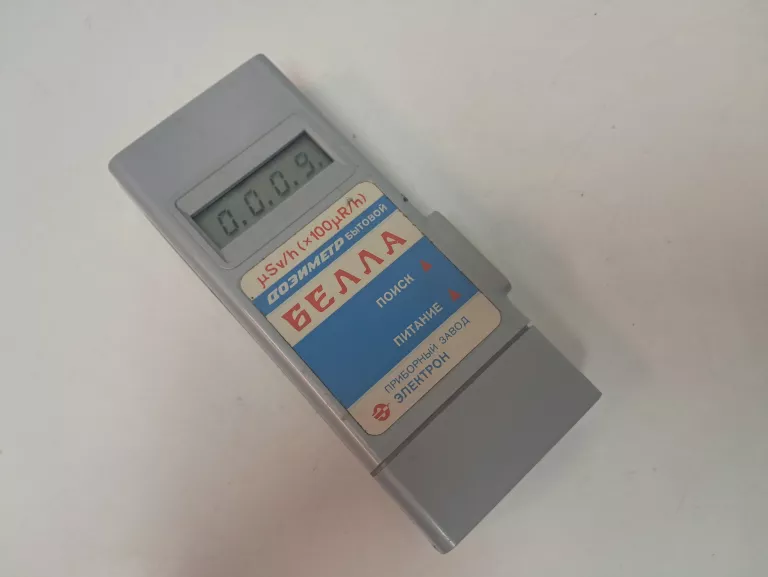 0.0.0.9.
μSv/h (×100μR/h)
ДОЗИМЕТР БЫТОВОЙ
БЕЛЛА
ПОИСК
ПИТАНИЕ
ПРИБОРНЫЙ ЗАВОД
ЭЛЕКТРОН